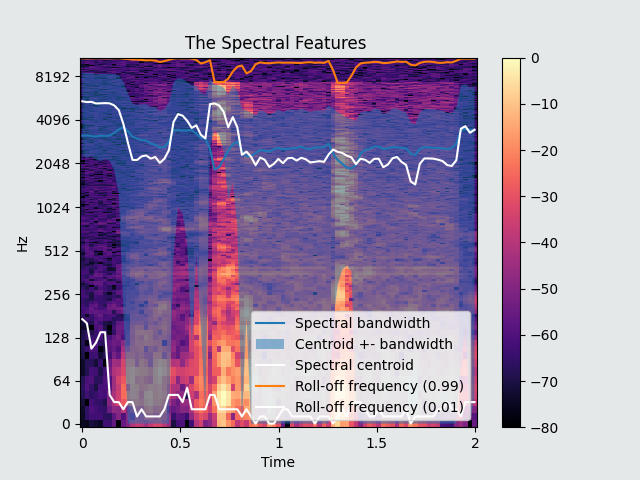 The Spectral Features
8192
4096
2048
1024
512
256
128
64
0
Hz
0
0.5
1
1.5
2
Time
Spectral bandwidth
Centroid +- bandwidth
Spectral centroid
Roll-off frequency (0.99)
Roll-off frequency (0.01)
0
−10
−20
−30
−40
−50
−60
−70
−80